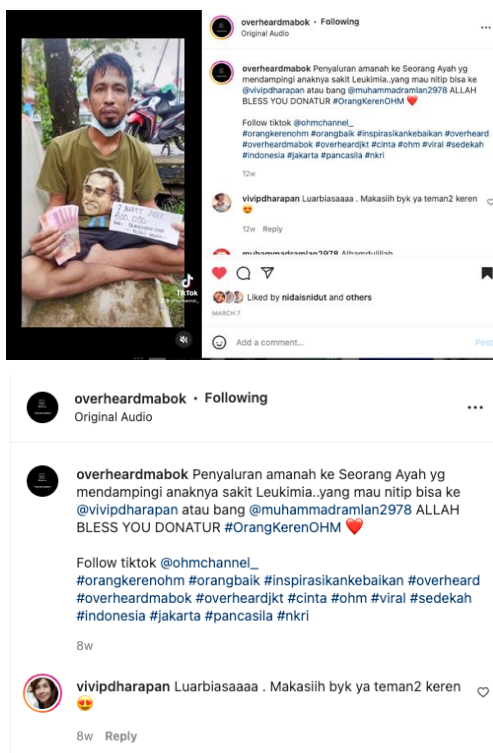 overheardmabok • Following
Original Audio
overheardmabok Penyaluran amanah ke Seorang Ayah yg
mendampingi anaknya sakit Leukimia..yang mau nitip bisa ke
@vivipdharapan atau bang @muhammadramlan2978 ALLAH
BLESS YOU DONATUR #OrangKerenOHM ❤️
Follow tiktok @ohmchannel_
#orangkerenohm #orangbaik #inspirasikankebaikan #overheard
#overheardmabok #overheardjkt #cinta #ohm #viral #sedekah
#indonesia #jakarta #pancasila #nkri
12w
vivipdharapan Luarbiasaaaa . Makasiih byk ya teman2 keren
😍
12w Reply
muhammadramlan2978 Alhamdulillah
Liked by nidaisnidut and others
MARCH 7
Add a comment...
Post
500.000
TikTok
overheardmabok • Following
Original Audio
overheardmabok Penyaluran amanah ke Seorang Ayah yg
mendampingi anaknya sakit Leukimia..yang mau nitip bisa ke
@vivipdharapan atau bang @muhammadramlan2978 ALLAH
BLESS YOU DONATUR #OrangKerenOHM ❤️
Follow tiktok @ohmchannel_
#orangkerenohm #orangbaik #inspirasikankebaikan #overheard
#overheardmabok #overheardjkt #cinta #ohm #viral #sedekah
#indonesia #jakarta #pancasila #nkri
8w
vivipdharapan Luarbiasaaaa . Makasiih byk ya teman2 keren
😍
8w Reply